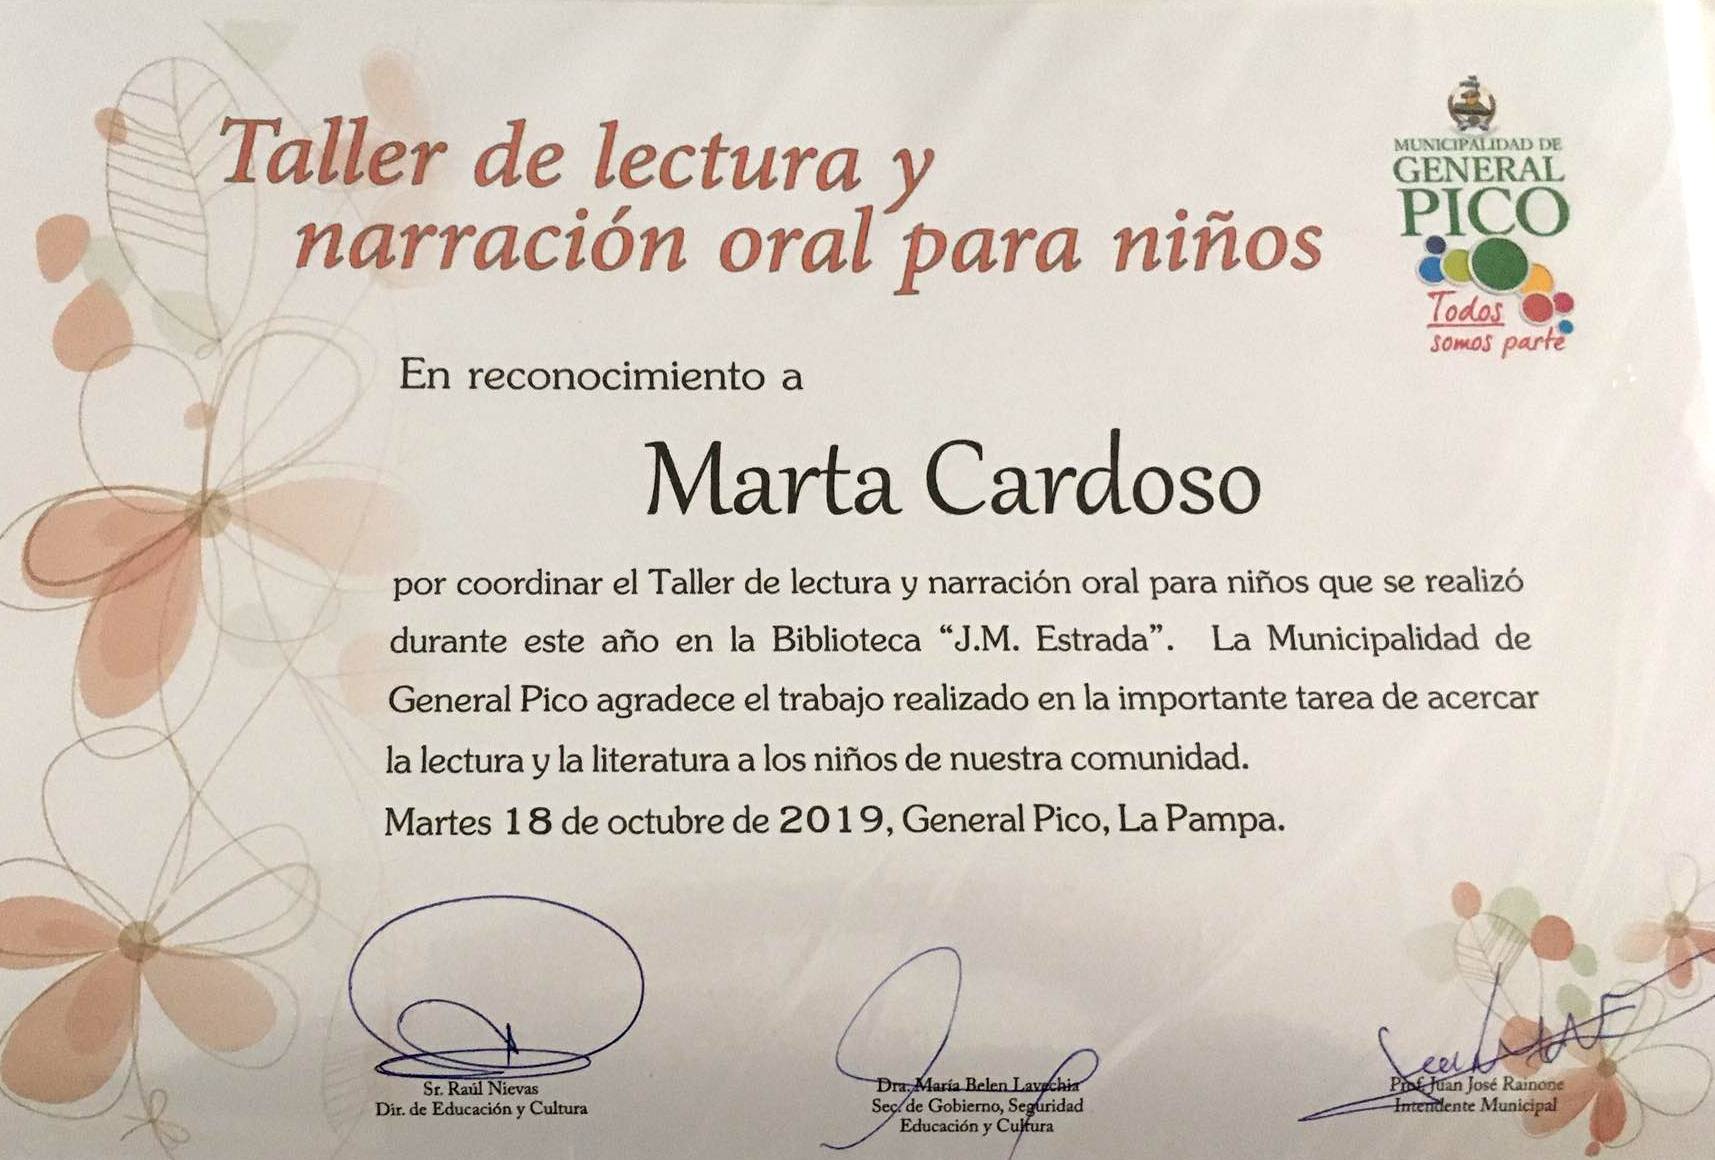 Taller de lectura y
narración oral para niños
MUNICIPALIDAD DE
GENERAL
PICO
Todos
somos parte
En reconocimiento a
Marta Cardoso
por coordinar el Taller de lectura y narración oral para niños que se realizó
durante este año en la Biblioteca “J.M. Estrada”. La Municipalidad de
General Pico agradece el trabajo realizado en la importante tarea de acercar
la lectura y la literatura a los niños de nuestra comunidad.
Martes 18 de octubre de 2019, General Pico, La Pampa.
Sr. Raúl Nievas
Dir. de Educación y Cultura
Dra. María Belen Lavechia
Sec. de Gobierno, Seguridad
Educación y Cultura
Prof. Juan José Rainone
Intendente Municipal